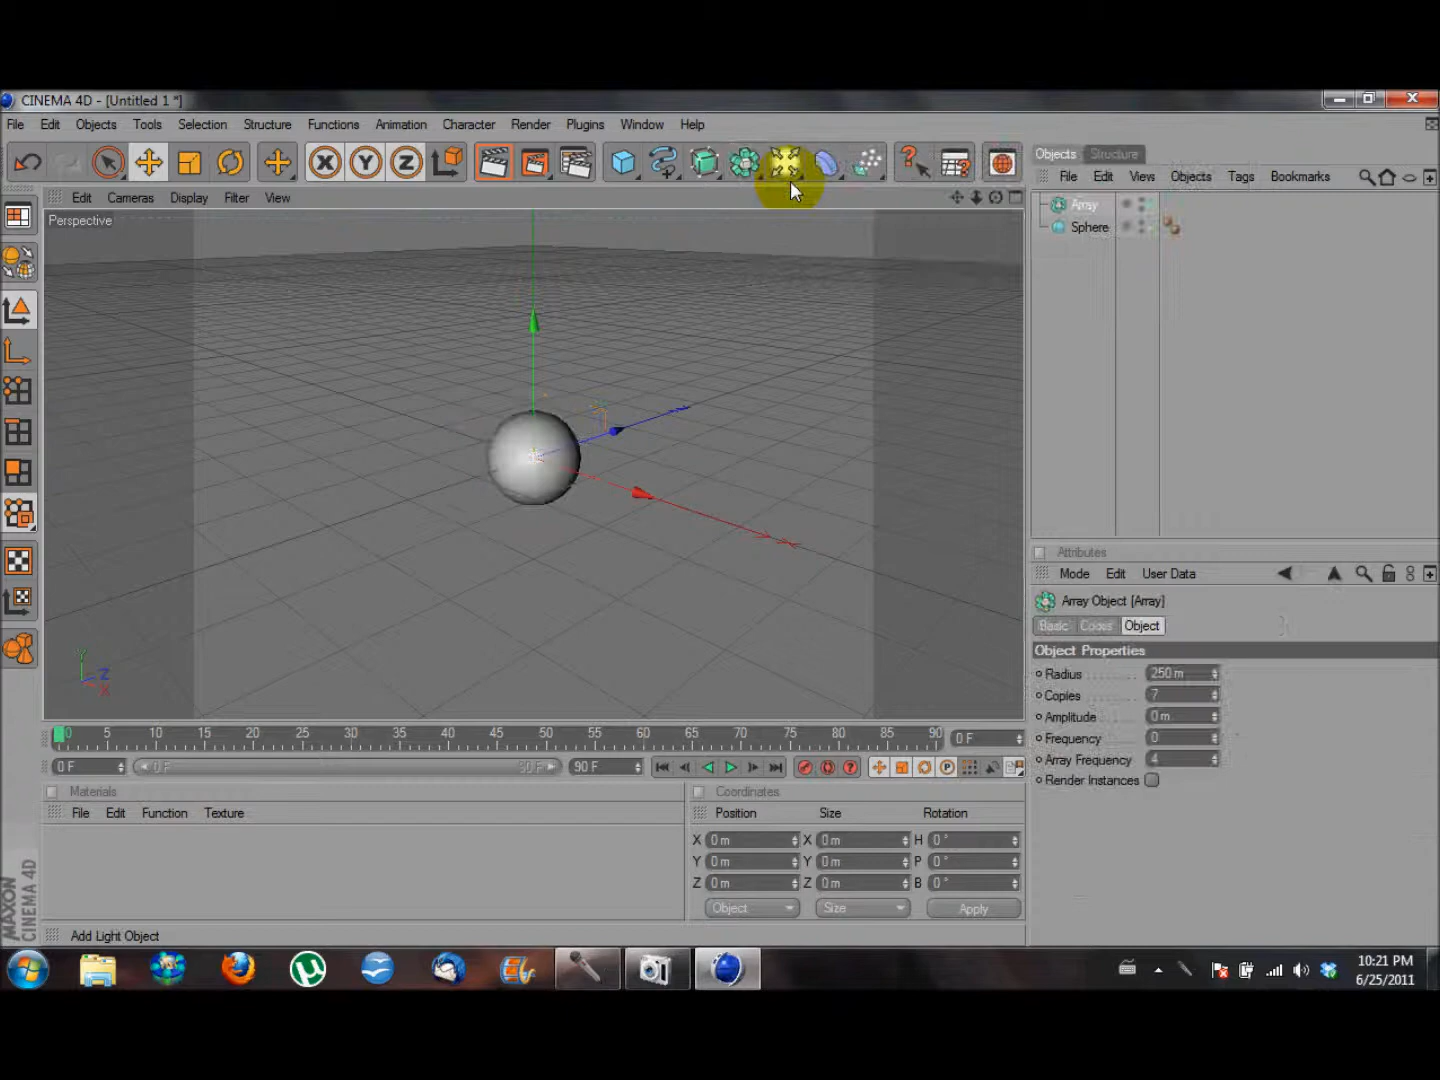 CINEMA 4D - [Untitled 1 *]
File Edit Objects Tools Selection Structure Functions Animation Characater Render Plugins Window Help
X Y Z
Objects Structure
File Edit View Objects Tags Bookmarks
Edit Cameras Display Filter View
Perspective
Array
Sphere
Attributes
Mode Edit User Data
Array Object [Array]
Basic Coord Object
Object Properties
Radius 250 m
Copies 7
Amplitude 0 m
Frequency 0
Array Frequency 4
Render Instances
Y
Z
X
0 5 10 15 20 25 30 35 40 45 50 55 60 65 70 75 80 85 90 0 F
0 F 0 F 90 F 90 F
Materials
File Edit Function Texture
Coordinates
Position Size Rotation
X 0 m X 0 m H 0 °
Y 0 m Y 0 m P 0 °
Z 0 m Z 0 m B 0 °
Object Size Apply
MAXON
CINEMA 4D
Add Light Object
10:21 PM
6/25/2011